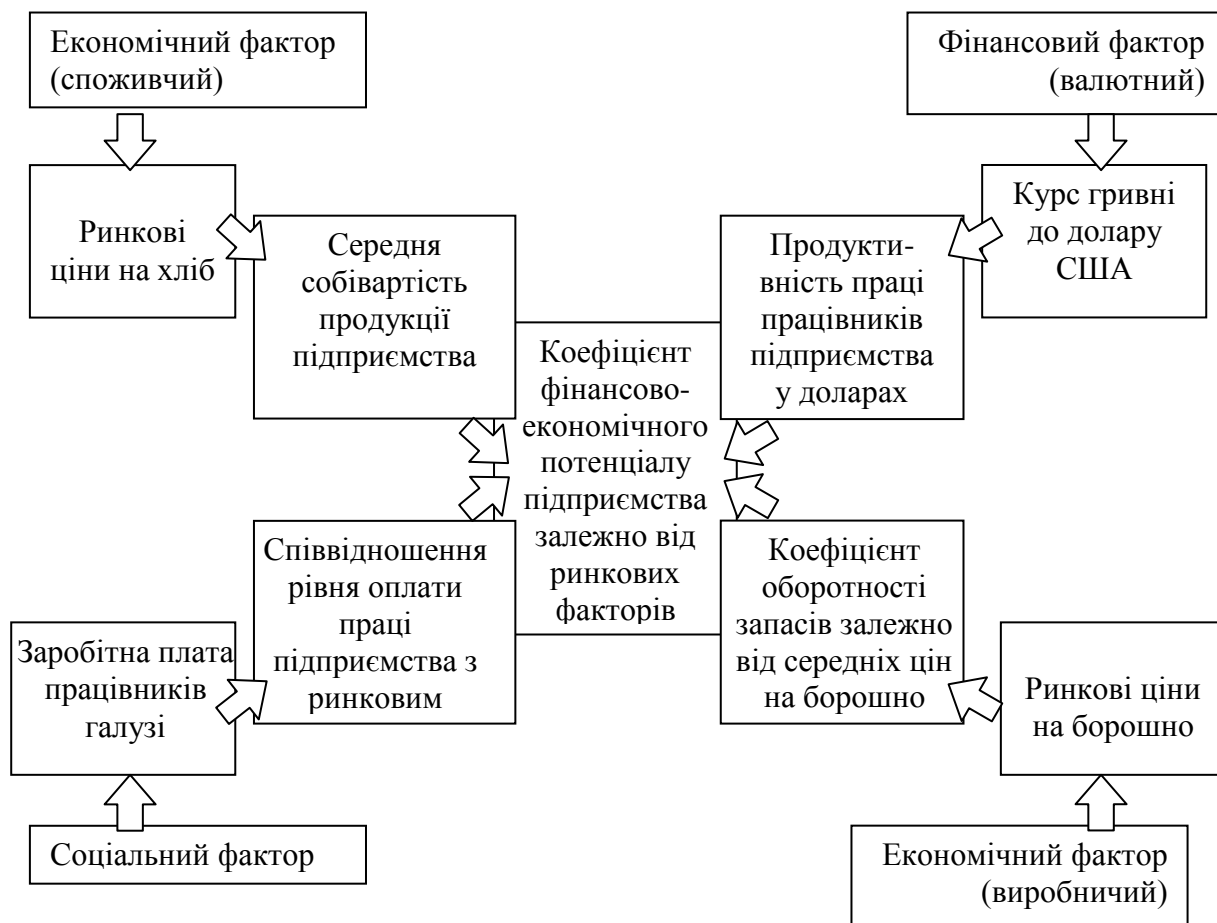 Економічний фактор
(споживчий)
Фінансовий фактор
(валютний)
Ринкові
ціни на хліб
Середня
собівартість
продукції
підприємства
Продукти-
вність праці
працівників
підприємства
у доларах
Курс гривні
до долару
США
Коефіцієнт
фінансово-
економічного
потенціалу
підприємства
залежно від
ринкових
факторів
Співвідношення
рівня оплати
праці
підприємства з
ринковим
Коефіцієнт
оборотності
запасів залежно
від середніх цін
на борошно
Заробітна плата
працівників
галузі
Ринкові ціни
на борошно
Соціальний фактор
Економічний фактор
(виробничий)